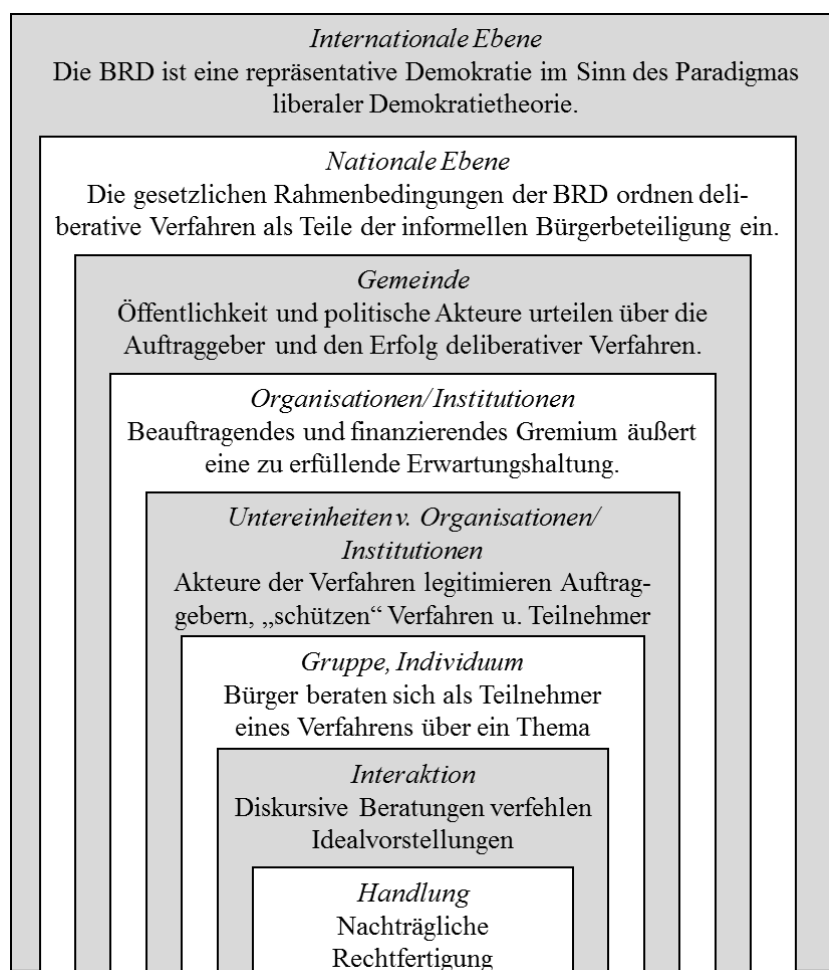 Internationale Ebene
Die BRD ist eine repräsentative Demokratie im Sinn des Paradigmas
liberaler Demokratietheorie.
Nationale Ebene
Die gesetzlichen Rahmenbedingungen der BRD ordnen deli-
berative Verfahren als Teile der informellen Bürgerbeteiligung ein.
Gemeinde
Öffentlichkeit und politische Akteure urteilen über die
Auftraggeber und den Erfolg deliberativer Verfahren.
Organisationen/Institutionen
Beauftragendes und finanzierendes Gremium äußert
eine zu erfüllende Erwartungshaltung.
Untereinheiten v. Organisationen/
Institutionen
Akteure der Verfahren legitimieren Auftrag-
gebern, „schützen“ Verfahren u. Teilnehmer
Gruppe, Individuum
Bürger beraten sich als Teilnehmer
eines Verfahrens über ein Thema
Interaktion
Diskursive Beratungen verfehlen
Idealvorstellungen
Handlung
Nachträgliche
Rechtfertigung